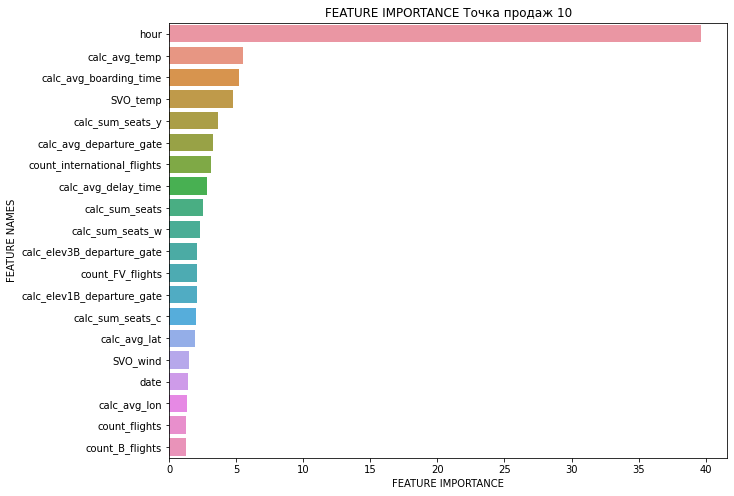 FEATURE IMPORTANCE Точка продаж 10
FEATURE NAMES
hour
calc_avg_temp
calc_avg_boarding_time
SVO_temp
calc_sum_seats_y
calc_avg_departure_gate
count_international_flights
calc_avg_delay_time
calc_sum_seats
calc_sum_seats_w
calc_elev3B_departure_gate
count_FV_flights
calc_elev1B_departure_gate
calc_sum_seats_c
calc_avg_lat
SVO_wind
date
calc_avg_lon
count_flights
count_B_flights
0 5 10 15 20 25 30 35 40
FEATURE IMPORTANCE